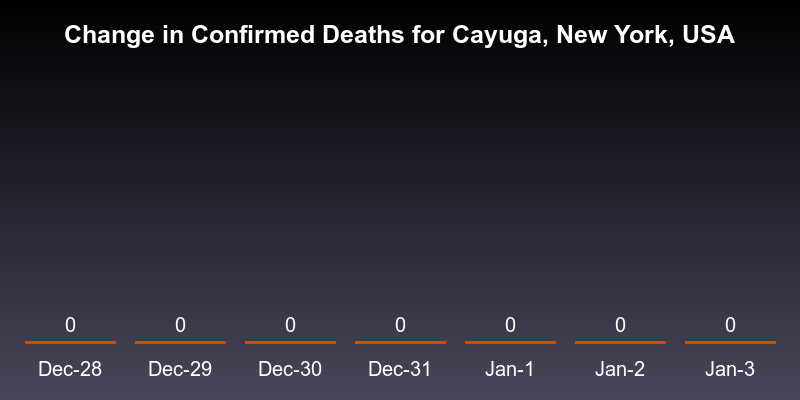 Change in Confirmed Deaths for Cayuga, New York, USA
0 0 0 0 0 0 0
Dec-28 Dec-29 Dec-30 Dec-31 Jan-1 Jan-2 Jan-3